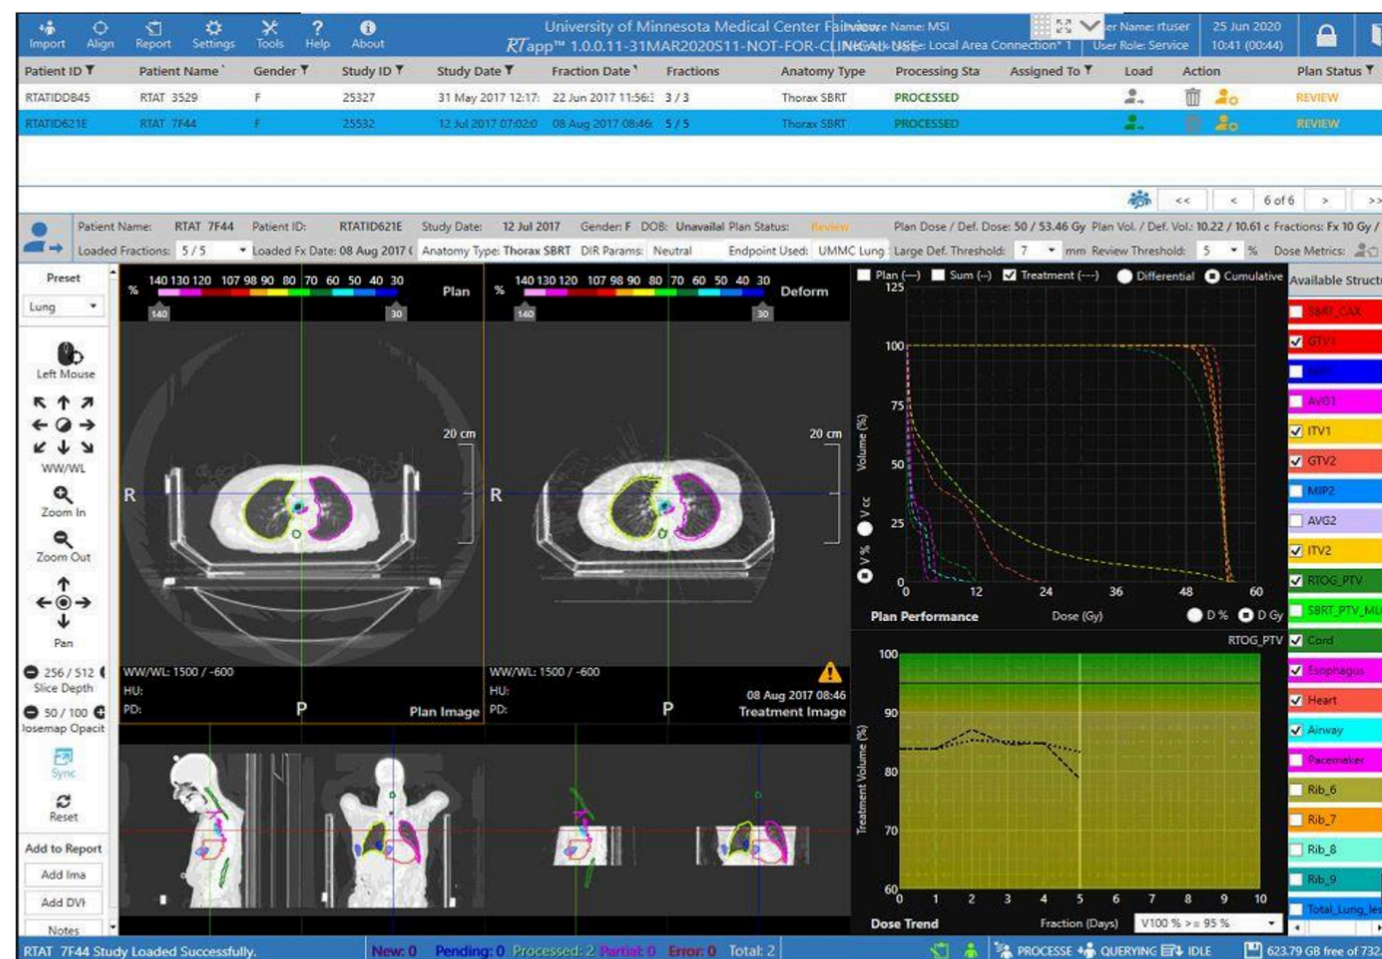 Import Align Report Settings Tools Help About
University of Minnesota Medical Center Fairview
RTapp™ 1.0.0.11-31MAR2020S11-NOT-FOR-CLINICAL-USE
Name: MSI
Local Area Connection* 1
er Name: rtuser
User Role: Service
25 Jun 2020
10:41 (00:44)
Patient ID Patient Name Gender Study ID Study Date Fraction Date Fractions Anatomy Type Processing Sta Assigned To Load Action Plan Status
RTATIDDB45 RTAT 3529 F 25327 31 May 2017 12:17: 22 Jun 2017 11:56: 3 / 3 Thorax SBRT PROCESSED REVIEW
RTATID621E RTAT 7F44 F 25532 12 Jul 2017 07:02:0 08 Aug 2017 08:46: 5 / 5 Thorax SBRT PROCESSED REVIEW
<< < 6 of 6 > >>
Patient Name: RTAT 7F44 Patient ID: RTATID621E Study Date: 12 Jul 2017 Gender: F DOB: Unavailal Plan Status: Review Plan Dose / Def. Dose: 50 / 53.46 Gy Plan Vol. / Def. Vol.: 10.22 / 10.61 c Fractions: Fx 10 Gy /
Loaded Fractions: 5 / 5 Loaded Fx Date: 08 Aug 2017 ( Anatomy Type: Thorax SBRT DIR Params: Neutral Endpoint Used: UMMC Lung Large Def. Threshold: 7 mm Review Threshold: 5 % Dose Metrics:
Preset
Lung
Left Mouse
WW/WL
Zoom In
Zoom Out
Pan
256 / 512
Slice Depth
50 / 100
osemap Opacit
Sync
Reset
Add to Report
Add Ima
Add DVH
Notes
% 140 130 120 107 98 90 80 70 60 50 40 30 Plan
140 30
20 cm
R
WW/WL: 1500 / -600
HU:
PD:
P
Plan Image
% 140 130 120 107 98 90 80 70 60 50 40 30 Deform
140 30
20 cm
R
WW/WL: 1500 / -600
HU:
PD:
P
08 Aug 2017 08:46
Treatment Image
Plan (—) Sum (--) Treatment (---) Differential Cumulative
125
100
75
50
25
0
Volume (%)
V cc
V %
0 12 24 36 48 60
Plan Performance Dose (Gy) D % D Gy
RTOG_PTV
100
90
80
70
60
Treatment Volume (%)
0 1 2 3 4 5 6 7 8 9 10
Dose Trend Fraction (Days) V100 % >= 95 %
Available Structu
SBRT_CAX
GTV1
AVG1
ITV1
GTV2
MIP2
AVG2
ITV2
RTOG_PTV
SBRT_PTV_ML
Cord
Esophagus
Heart
Airway
Pacemaker
Rib_6
Rib_7
Rib_8
Rib_9
Total_Lung_les
RTAT 7F44 Study Loaded Successfully. New: 0 Pending: 0 Processed: 2 Partial: 0 Error: 0 Total: 2 PROCESSE QUERYING IDLE 623.79 GB free of 732.